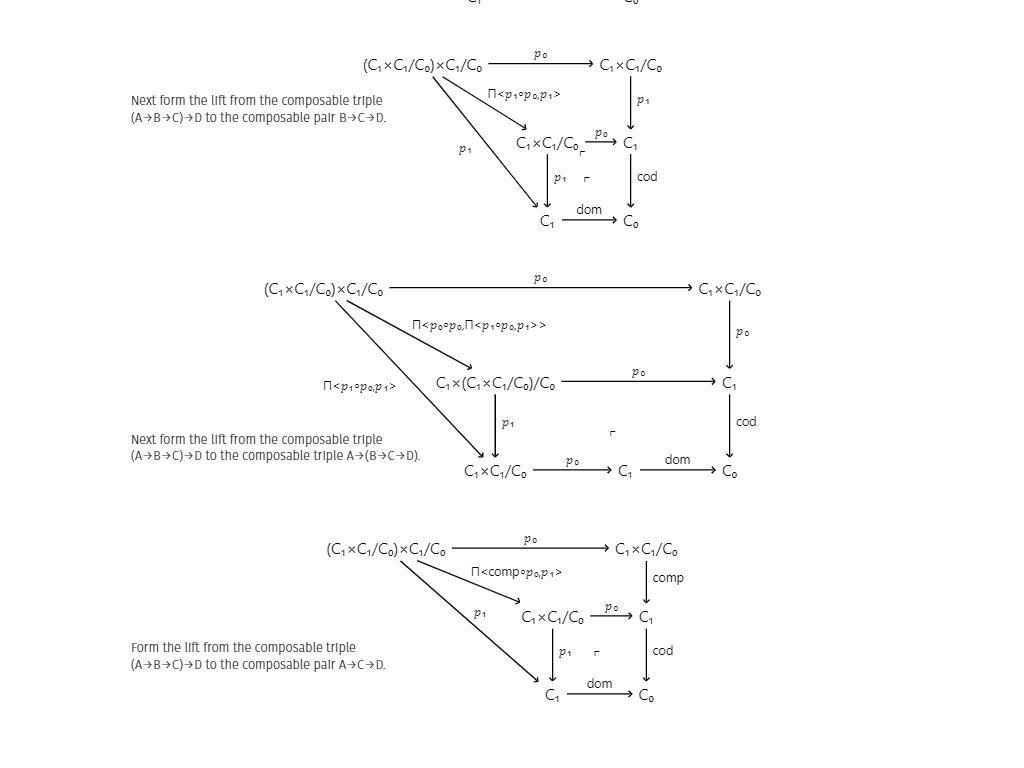 p₀
(C₁×C₁/C₀)×C₁/C₀ C₁×C₁/C₀
Π<p₁∘p₀,p₁> p₁
Next form the lift from the composable triple
(A→B→C)→D to the composable pair B→C→D.
p₀
p₁ C₁×C₁/C₀ C₁
p₁ cod
dom
C₁ C₀
p₀
(C₁×C₁/C₀)×C₁/C₀ C₁×C₁/C₀
Π<p₀∘p₀,Π<p₁∘p₀,p₁>> p₀
p₀
Π<p₁∘p₀,p₁> C₁×(C₁×C₁/C₀)/C₀ C₁
p₁ cod
Next form the lift from the composable triple
(A→B→C)→D to the composable triple A→(B→C→D).
p₀ dom
C₁×C₁/C₀ C₁ C₀
p₀
(C₁×C₁/C₀)×C₁/C₀ C₁×C₁/C₀
Π<comp∘p₀,p₁> comp
p₀
p₁ C₁×C₁/C₀ C₁
p₁ cod
Form the lift from the composable triple
(A→B→C)→D to the composable pair A→C→D.
dom
C₁ C₀